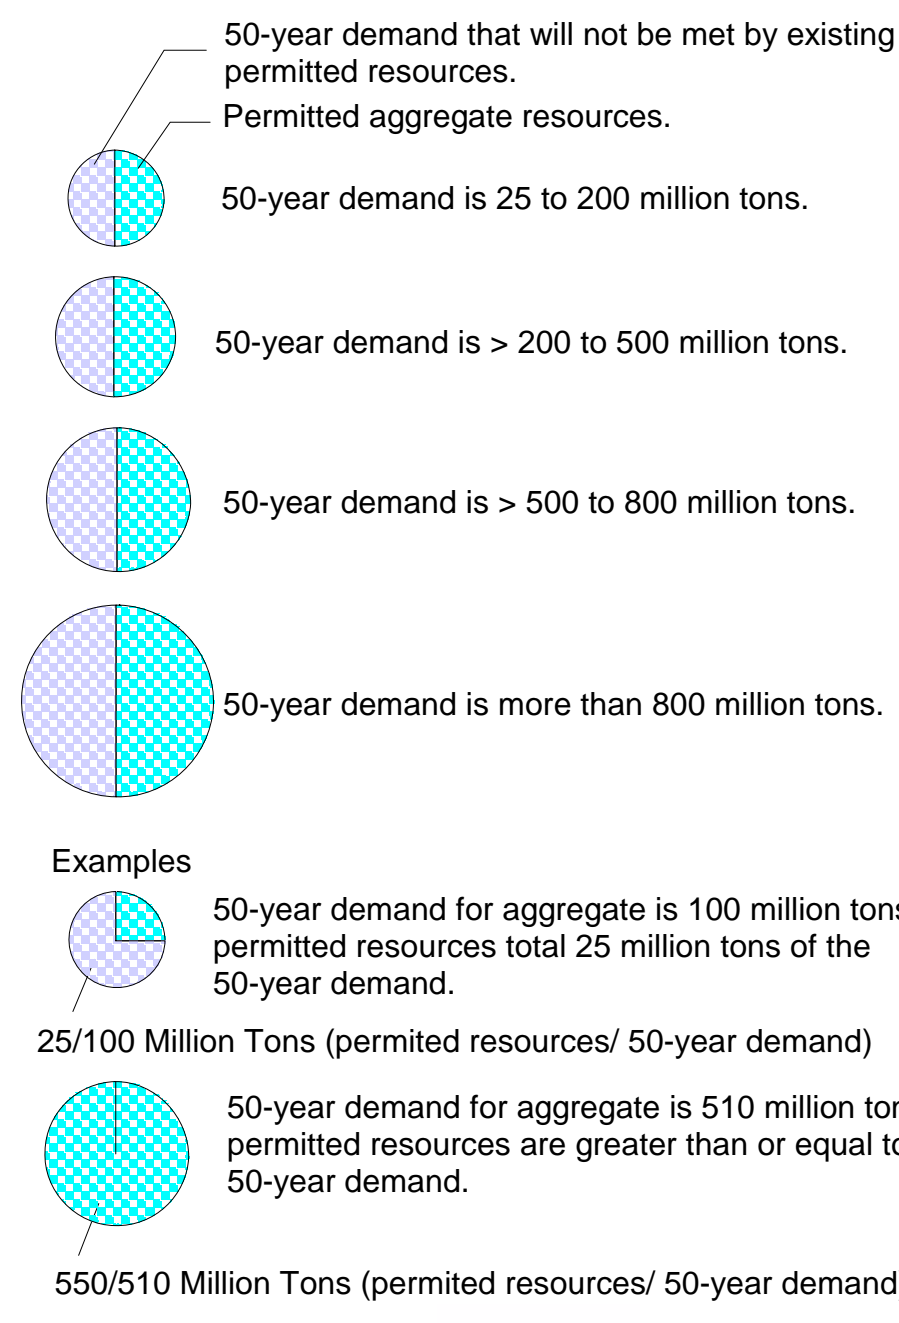 50-year demand that will not be met by existing
permitted resources.
Permitted aggregate resources.
50-year demand is 25 to 200 million tons.
50-year demand is > 200 to 500 million tons.
50-year demand is > 500 to 800 million tons.
50-year demand is more than 800 million tons.
Examples
50-year demand for aggregate is 100 million tons
permitted resources total 25 million tons of the
50-year demand.
25/100 Million Tons (permited resources/ 50-year demand)
50-year demand for aggregate is 510 million ton
permitted resources are greater than or equal to
50-year demand.
550/510 Million Tons (permited resources/ 50-year demand)